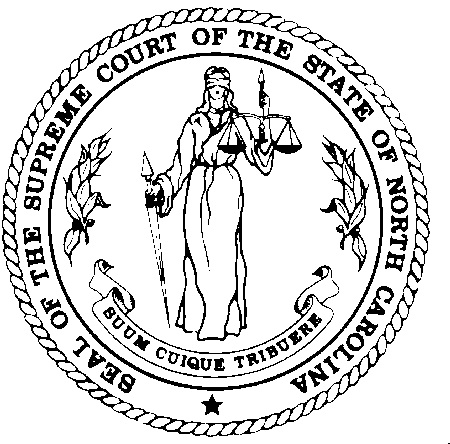 SEAL OF THE SUPREME COURT OF THE STATE OF NORTH CAROLINA
SUUM CUIQUE TRIBUERE